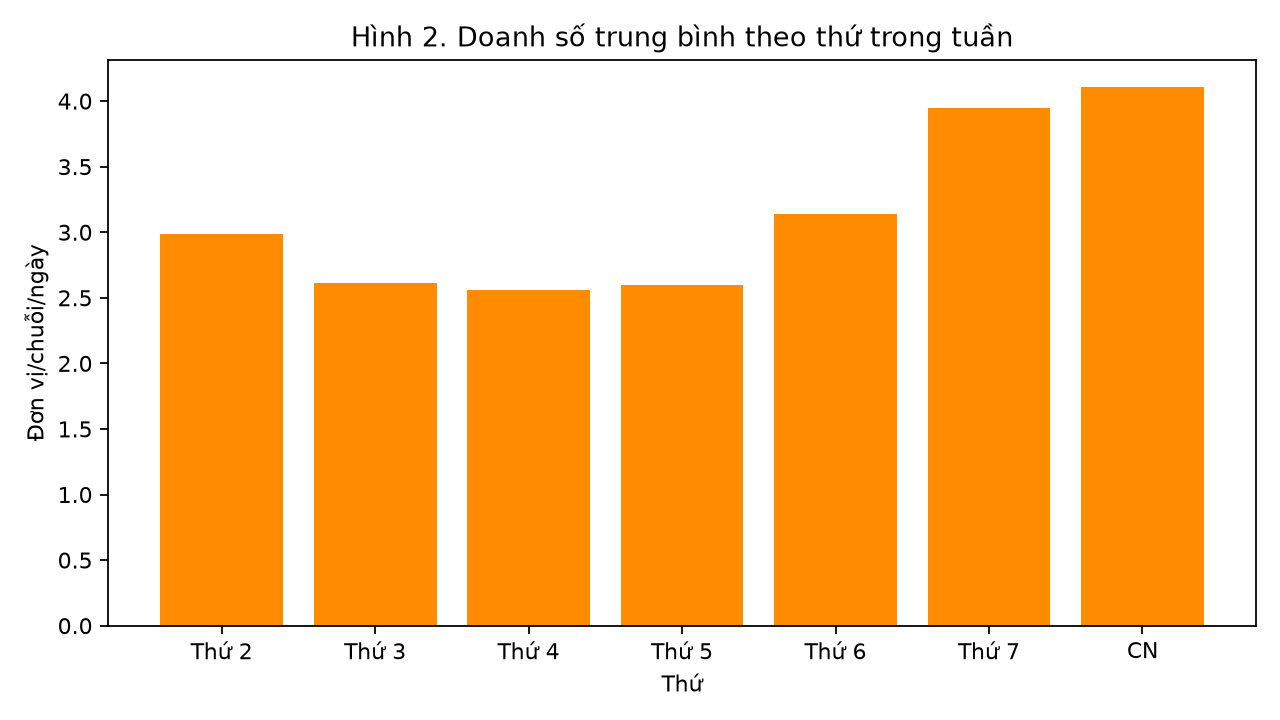 Hình 2. Doanh số trung bình theo thứ trong tuần
Đơn vị/chuỗi/ngày
4.0
3.5
3.0
2.5
2.0
1.5
1.0
0.5
0.0
Thứ 2 Thứ 3 Thứ 4 Thứ 5 Thứ 6 Thứ 7 CN
Thứ